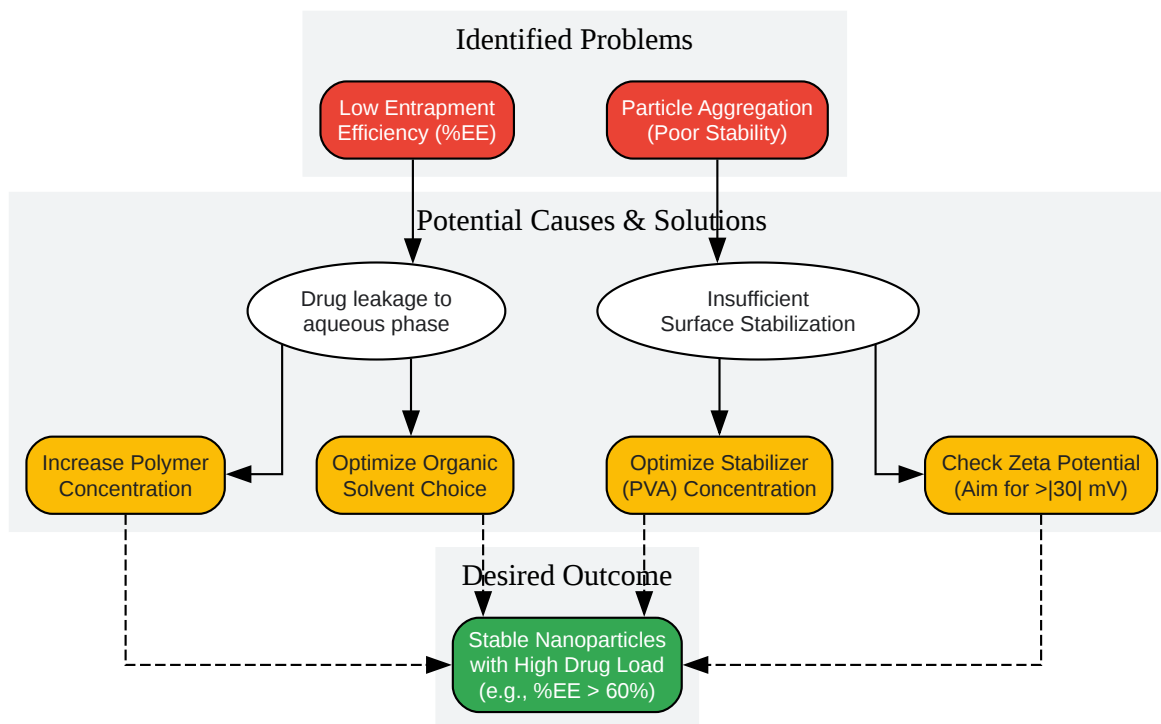 Identified Problems
Low Entrapment
Efficiency (%EE)
Particle Aggregation
(Poor Stability)
Potential Causes & Solutions
Drug leakage to
aqueous phase
Insufficient
Surface Stabilization
Increase Polymer
Concentration
Optimize Organic
Solvent Choice
Optimize Stabilizer
(PVA) Concentration
Check Zeta Potential
(Aim for >|30| mV)
Desired Outcome
Stable Nanoparticles
with High Drug Load
(e.g., %EE > 60%)